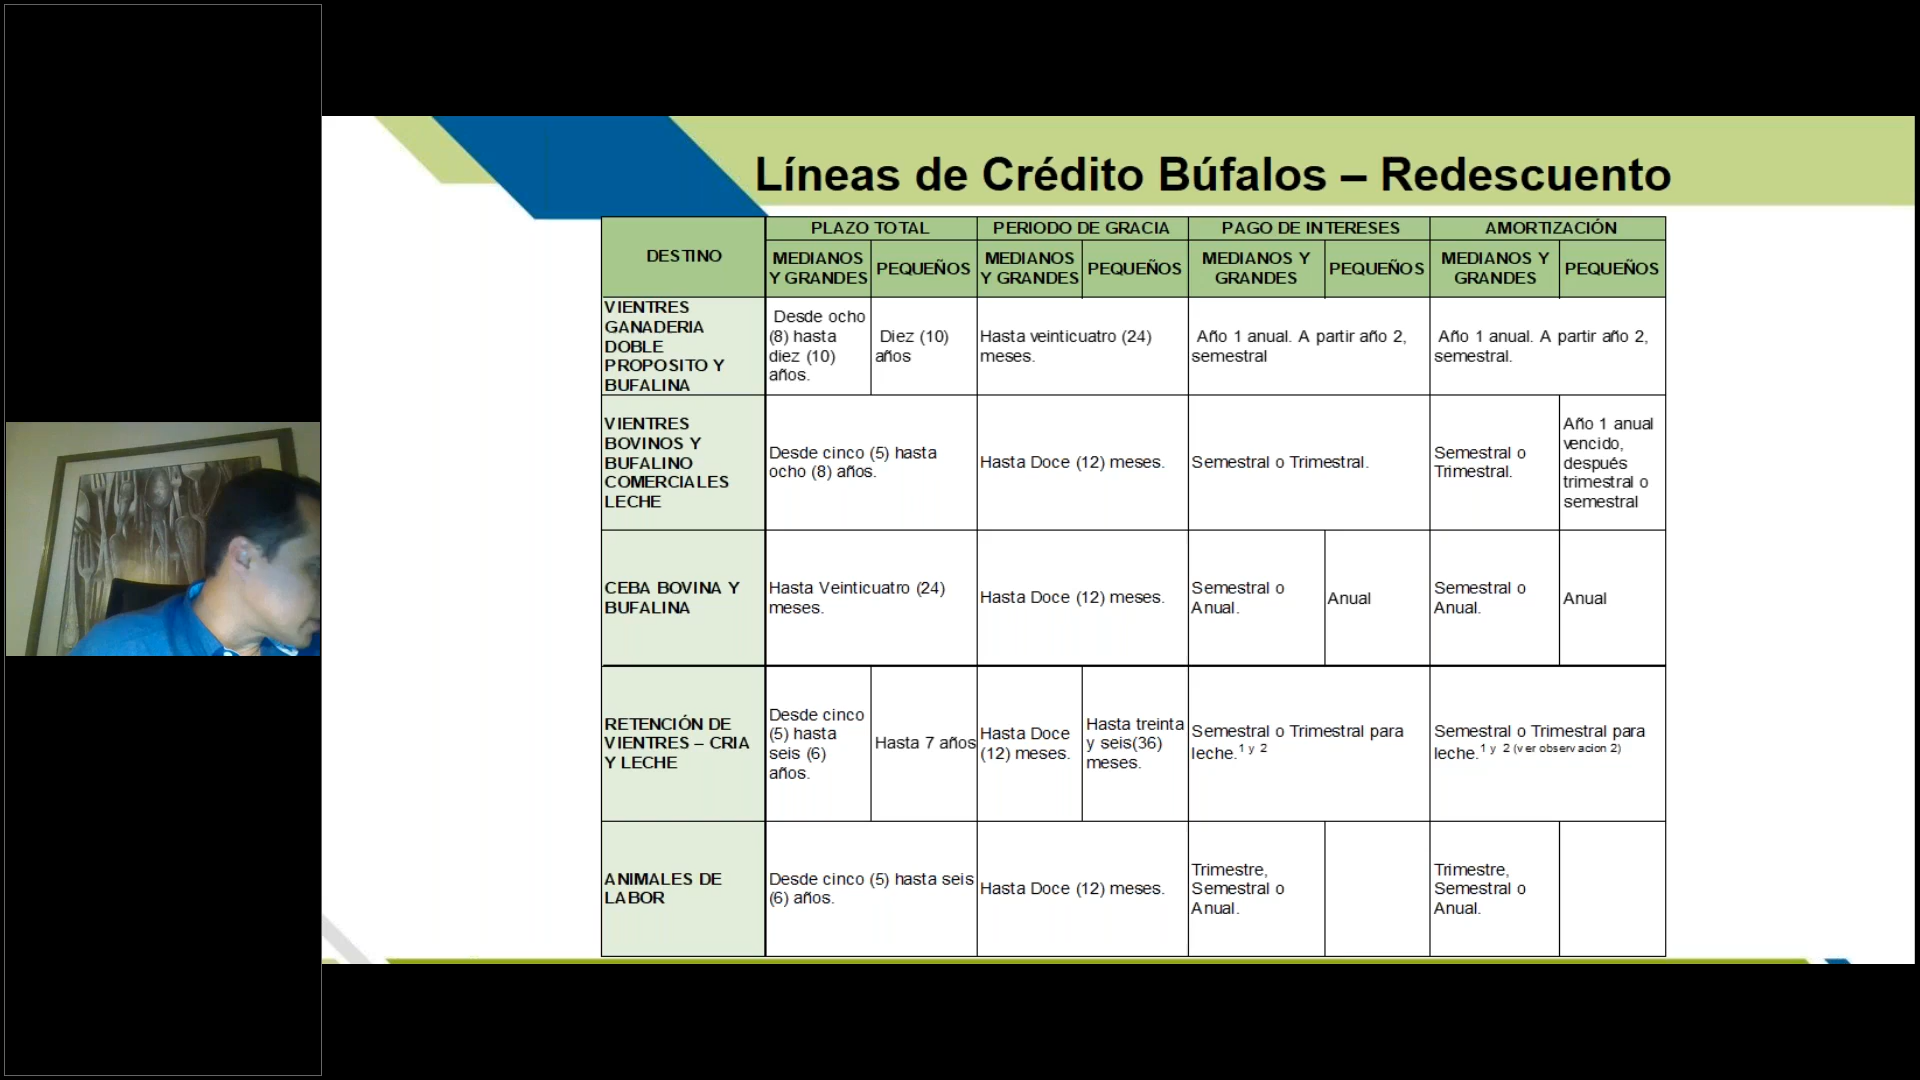 Líneas de Crédito Búfalos – Redescuento
DESTINO
PLAZO TOTAL
PERIODO DE GRACIA
PAGO DE INTERESES
AMORTIZACIÓN
MEDIANOS
Y GRANDES
PEQUEÑOS
MEDIANOS
Y GRANDES
PEQUEÑOS
MEDIANOS Y
GRANDES
PEQUEÑOS
MEDIANOS Y
GRANDES
PEQUEÑOS
VIENTRES
GANADERIA
DOBLE
PROPOSITO Y
BUFALINA
Desde ocho
(8) hasta
diez (10)
años.
Diez (10)
años
Hasta veinticuatro (24)
meses.
Año 1 anual. A partir año 2,
semestral
Año 1 anual. A partir año 2,
semestral.
VIENTRES
BOVINOS Y
BUFALINO
COMERCIALES
LECHE
Desde cinco (5) hasta
ocho (8) años.
Hasta Doce (12) meses.
Semestral o Trimestral.
Semestral o
Trimestral.
Año 1 anual
vencido,
después
trimestral o
semestral
CEBA BOVINA Y
BUFALINA
Hasta Veinticuatro (24)
meses.
Hasta Doce (12) meses.
Semestral o
Anual.
Anual
Semestral o
Anual.
Anual
RETENCIÓN DE
VIENTRES – CRIA
Y LECHE
Desde cinco
(5) hasta
seis (6)
años.
Hasta 7 años
Hasta Doce
(12) meses.
Hasta treinta
y seis(36)
meses.
Semestral o Trimestral para
leche.1 y 2
Semestral o Trimestral para
leche.1 y 2 (ver observacion 2)
ANIMALES DE
LABOR
Desde cinco (5) hasta seis
(6) años.
Hasta Doce (12) meses.
Trimestre,
Semestral o
Anual.
Trimestre,
Semestral o
Anual.